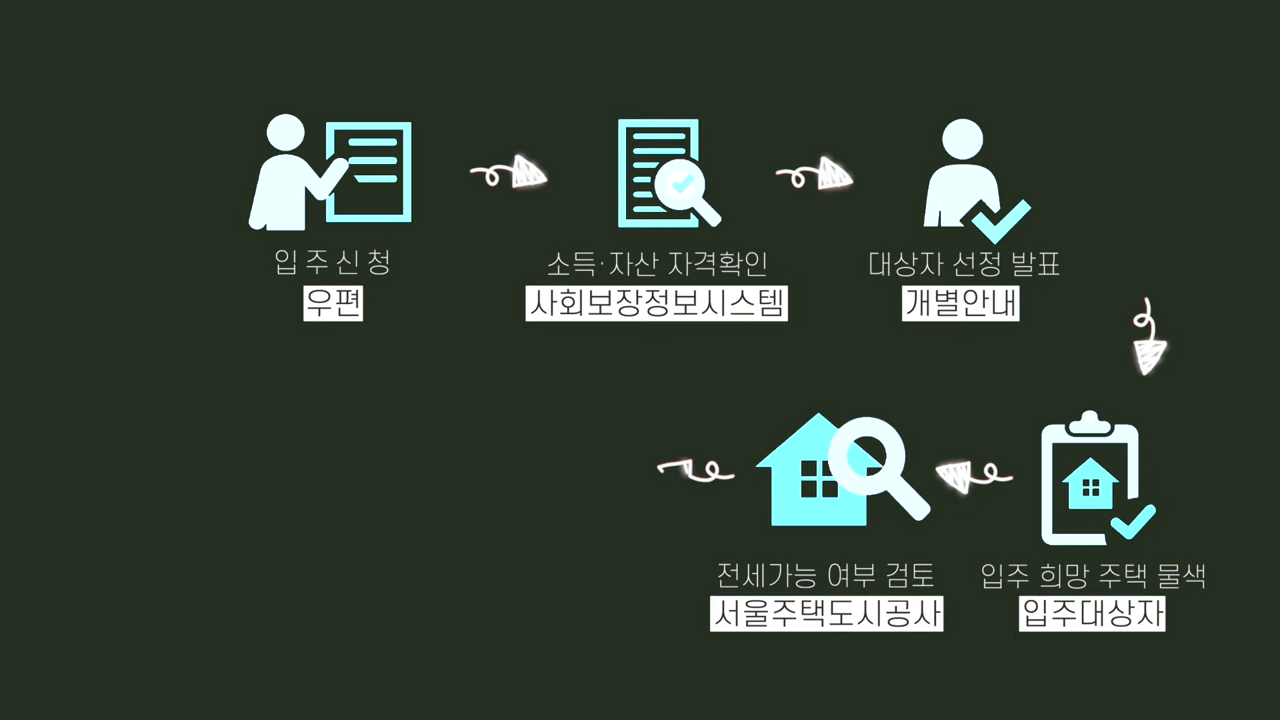 입 주 신 청
우편
소득·자산 자격확인
사회보장정보시스템
대상자 선정 발표
개별안내
입주 희망 주택 물색
입주대상자
전세가능 여부 검토
서울주택도시공사